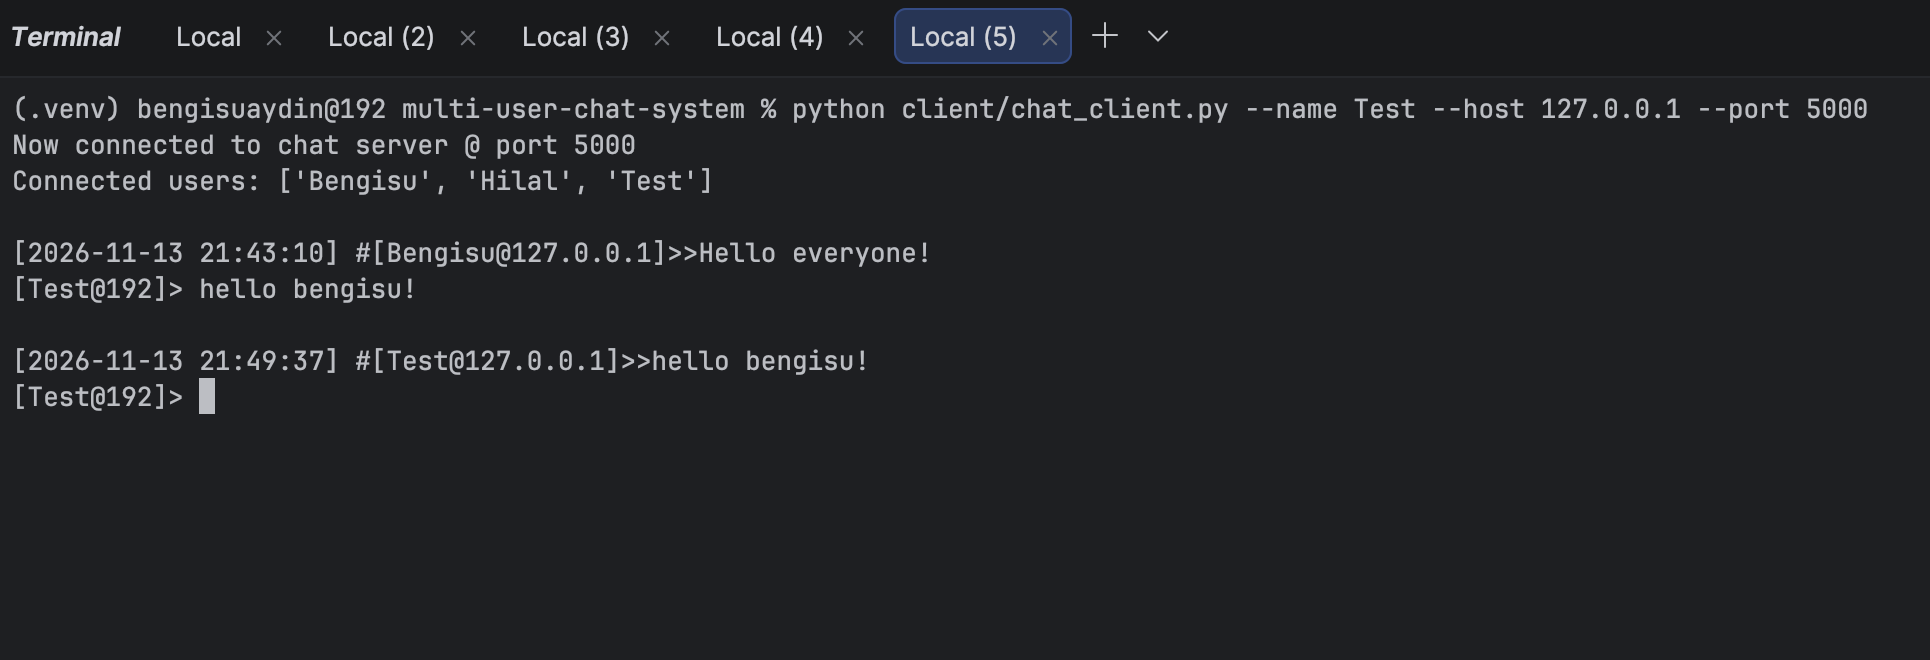 Terminal Local Local (2) Local (3) Local (4) Local (5)
(.venv) bengisuaydin@192 multi-user-chat-system % python client/chat_client.py --name Test --host 127.0.0.1 --port 5000
Now connected to chat server @ port 5000
Connected users: ['Bengisu', 'Hilal', 'Test']
[2026-11-13 21:43:10] #[Bengisu@127.0.0.1]>>Hello everyone!
[Test@192]> hello bengisu!
[2026-11-13 21:49:37] #[Test@127.0.0.1]>>hello bengisu!
[Test@192]>